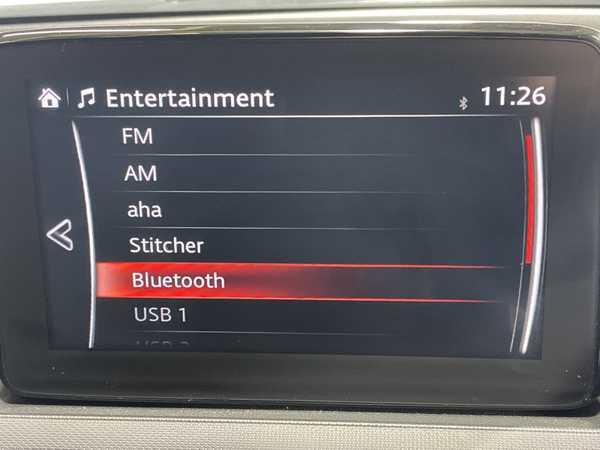 Entertainment
11:26
FM
AM
aha
Stitcher
Bluetooth
USB 1